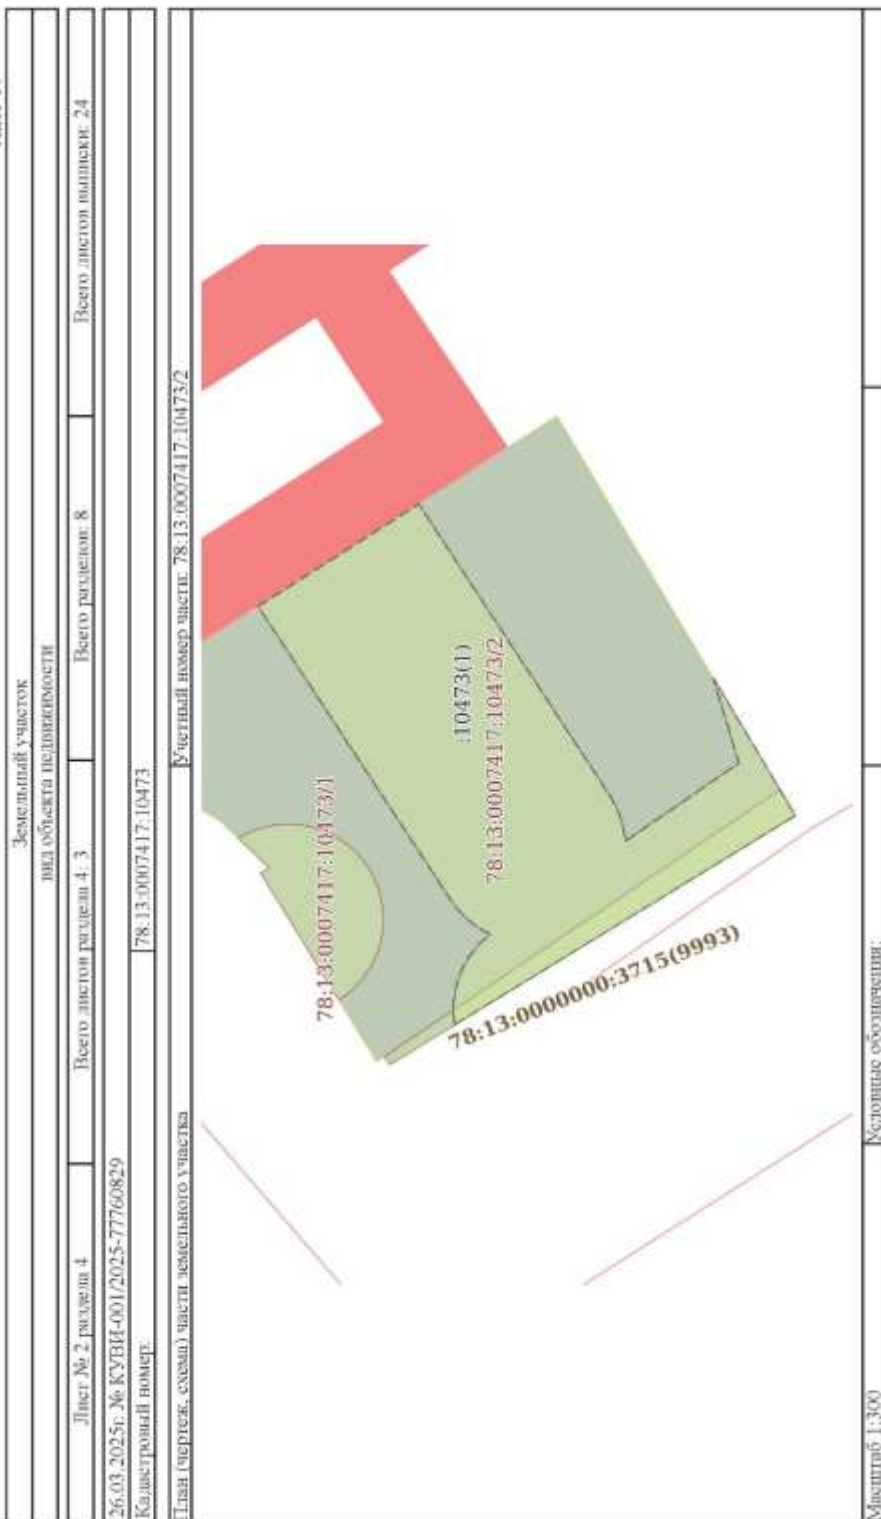 Земельный участок
вид объекта недвижимости
Лист № 2 раздела 4 Всего листов раздела 4: 3 Всего разделов: 8 Всего листов выписки: 24
26.03.2025г. № КУВИ-001/2025-77760829
Кадастровый номер: 78:13:0007417:10473
План (чертеж, схема) части земельного участка Учетный номер части: 78:13:0007417:10473/2
78:13:0007417:10473/1
:10473(1)
78:13:0007417:10473/2
78:13:0000000:3715(9993)
Масштаб 1:300 Условные обозначения: